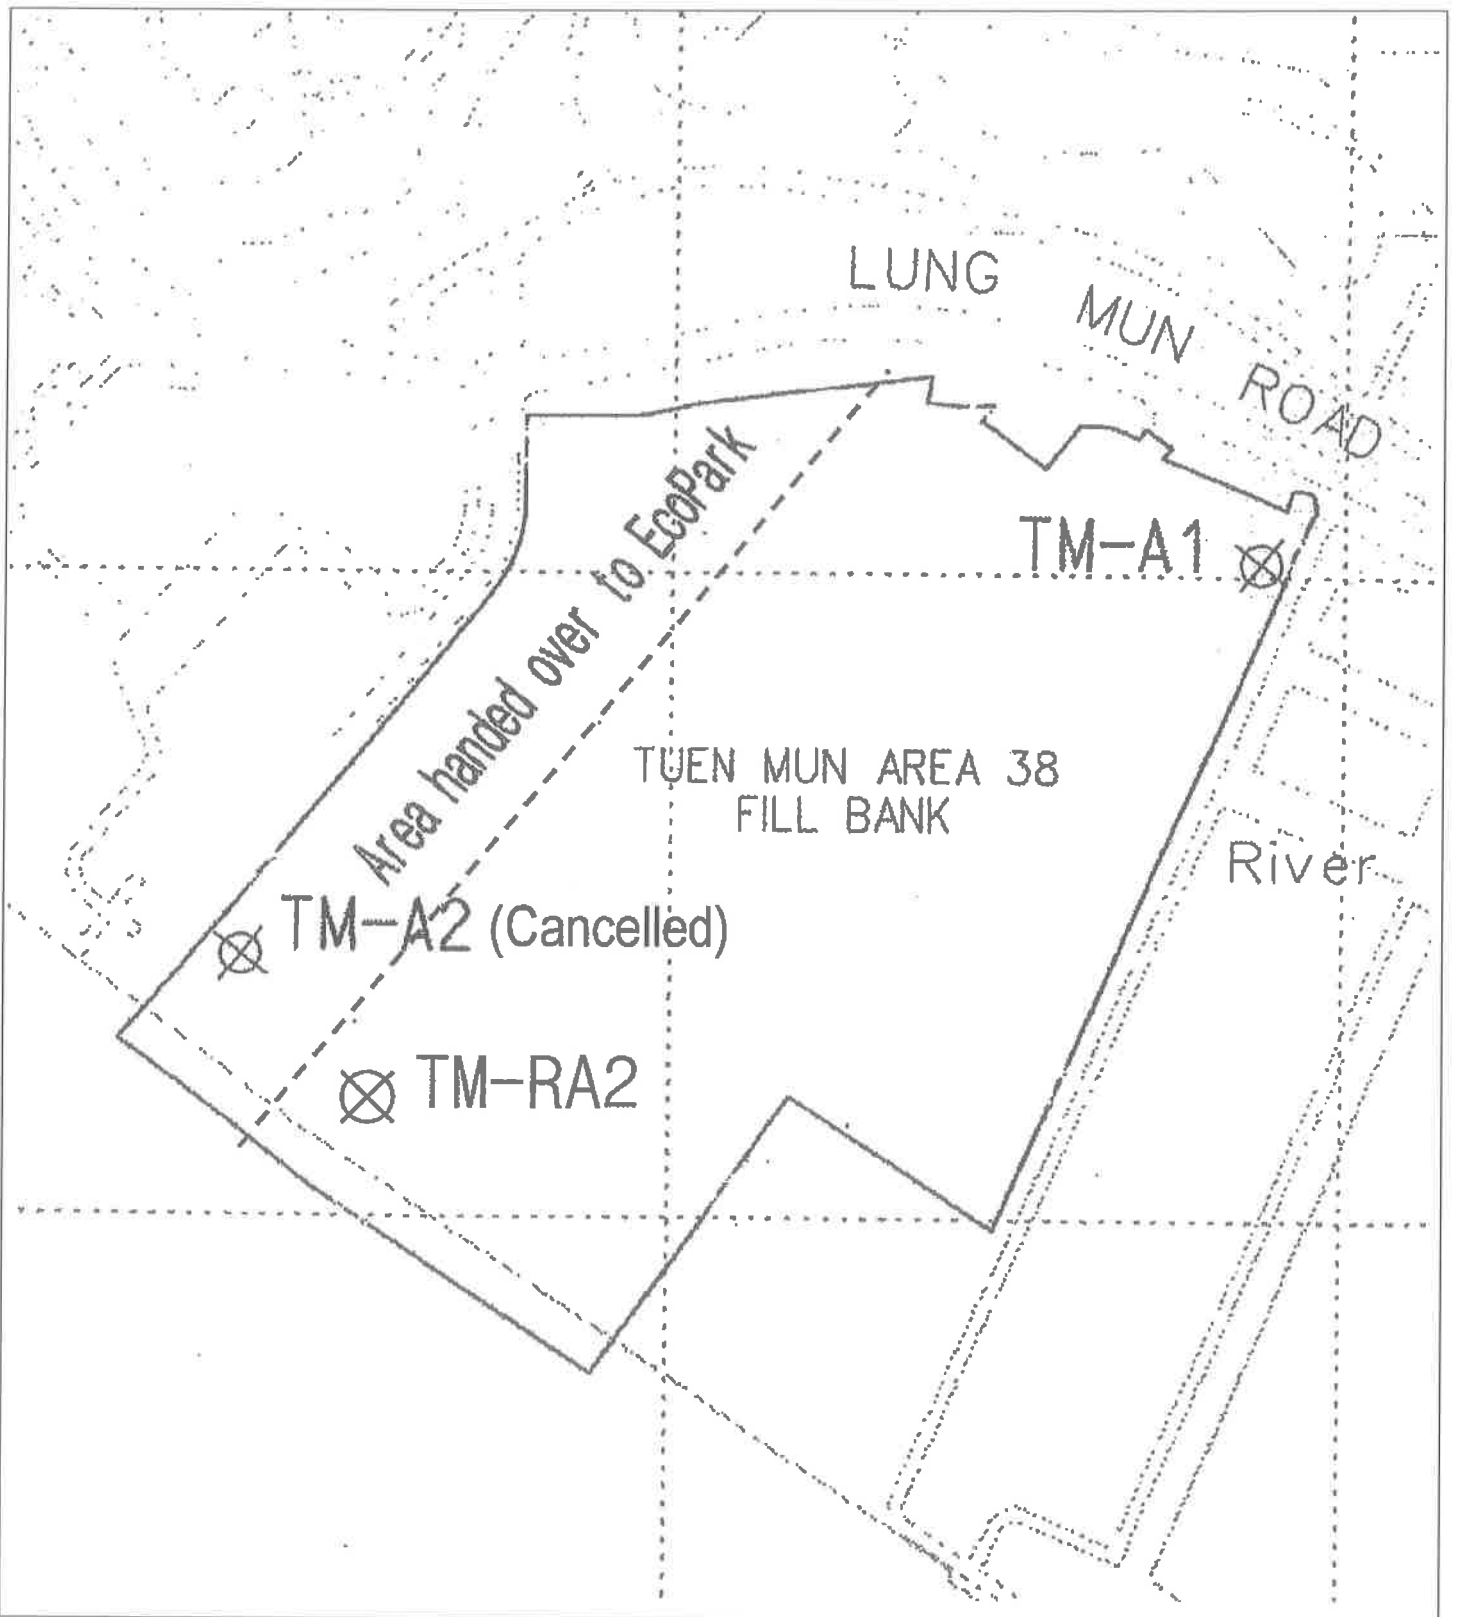 LUNG MUN ROAD
Area handed over to EcoPark
TM-A1
TUEN MUN AREA 38
FILL BANK
River
TM-A2 (Cancelled)
TM-RA2